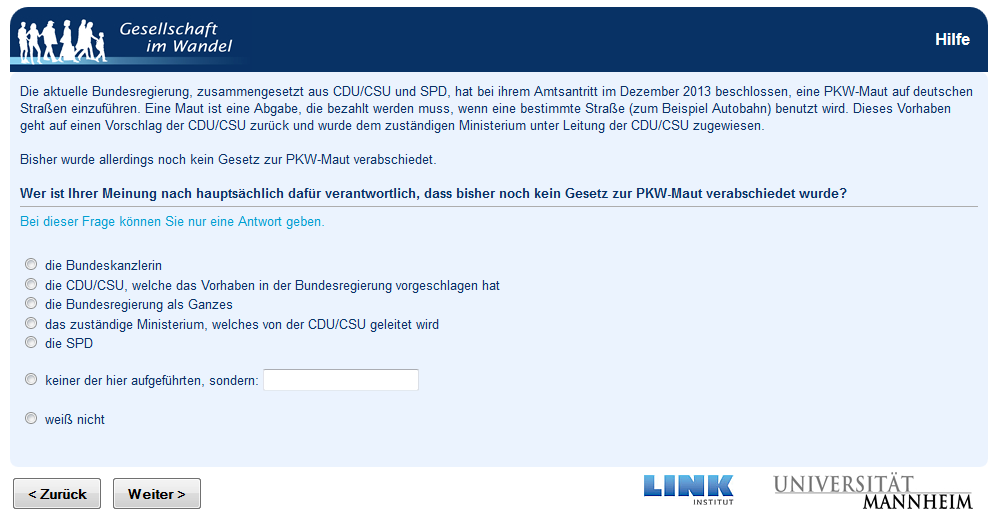 Gesellschaft
im Wandel
Hilfe
Die aktuelle Bundesregierung, zusammengesetzt aus CDU/CSU und SPD, hat bei ihrem Amtsantritt im Dezember 2013 beschlossen, eine PKW-Maut auf deutschen
Straßen einzuführen. Eine Maut ist eine Abgabe, die bezahlt werden muss, wenn eine bestimmte Straße (zum Beispiel Autobahn) benutzt wird. Dieses Vorhaben
geht auf einen Vorschlag der CDU/CSU zurück und wurde dem zuständigen Ministerium unter Leitung der CDU/CSU zugewiesen.
Bisher wurde allerdings noch kein Gesetz zur PKW-Maut verabschiedet.
Wer ist Ihrer Meinung nach hauptsächlich dafür verantwortlich, dass bisher noch kein Gesetz zur PKW-Maut verabschiedet wurde?
Bei dieser Frage können Sie nur eine Antwort geben.
die Bundeskanzlerin
die CDU/CSU, welche das Vorhaben in der Bundesregierung vorgeschlagen hat
die Bundesregierung als Ganzes
das zuständige Ministerium, welches von der CDU/CSU geleitet wird
die SPD
keiner der hier aufgeführten, sondern:
weiß nicht
< Zurück
Weiter >
LINK
INSTITUT
UNIVERSITÄT
MANNHEIM